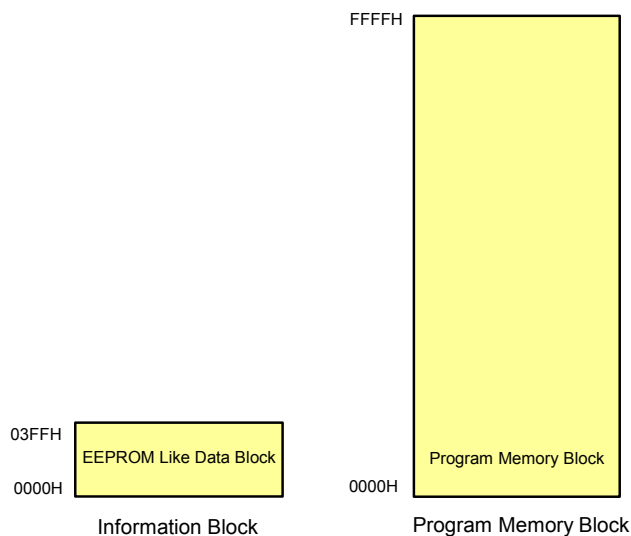 FFFFH
03FFH
EEPROM Like Data Block
Program Memory Block
0000H
0000H
Information Block
Program Memory Block